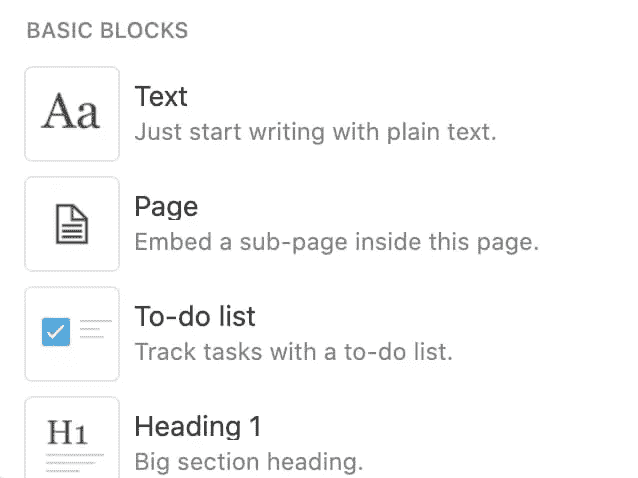 BASIC BLOCKS
Aa
Text
Just start writing with plain text.
Page
Embed a sub-page inside this page.
To-do list
Track tasks with a to-do list.
H1
Heading 1
Big section heading.